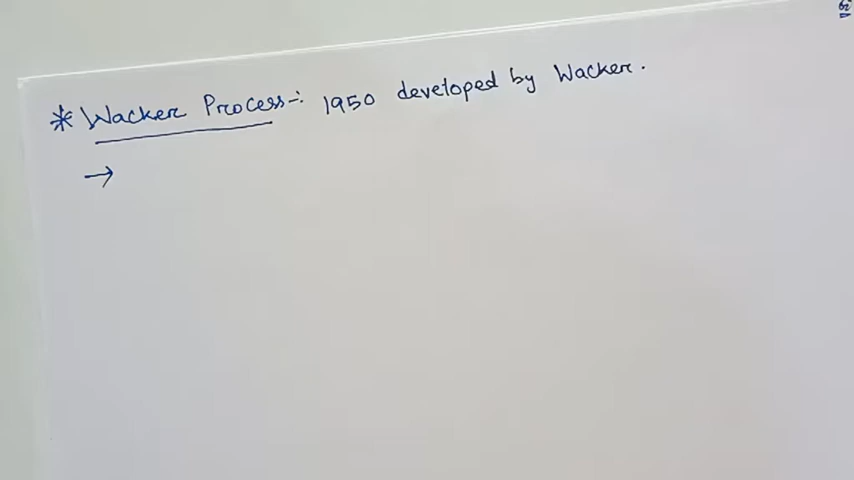 * Wacker Process-: 1950 developed by Wacker.
→